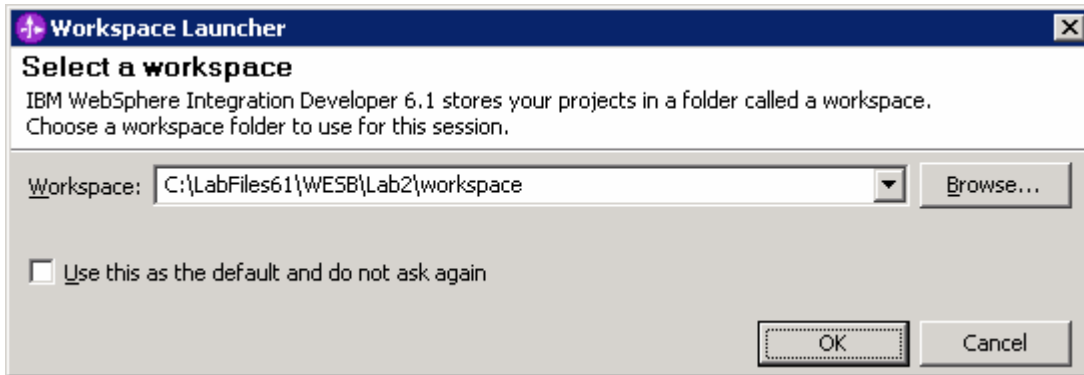 Workspace Launcher
Select a workspace
IBM WebSphere Integration Developer 6.1 stores your projects in a folder called a workspace.
Choose a workspace folder to use for this session.
Workspace: C:\LabFiles61\WESB\Lab2\workspace Browse...
Use this as the default and do not ask again
OK Cancel